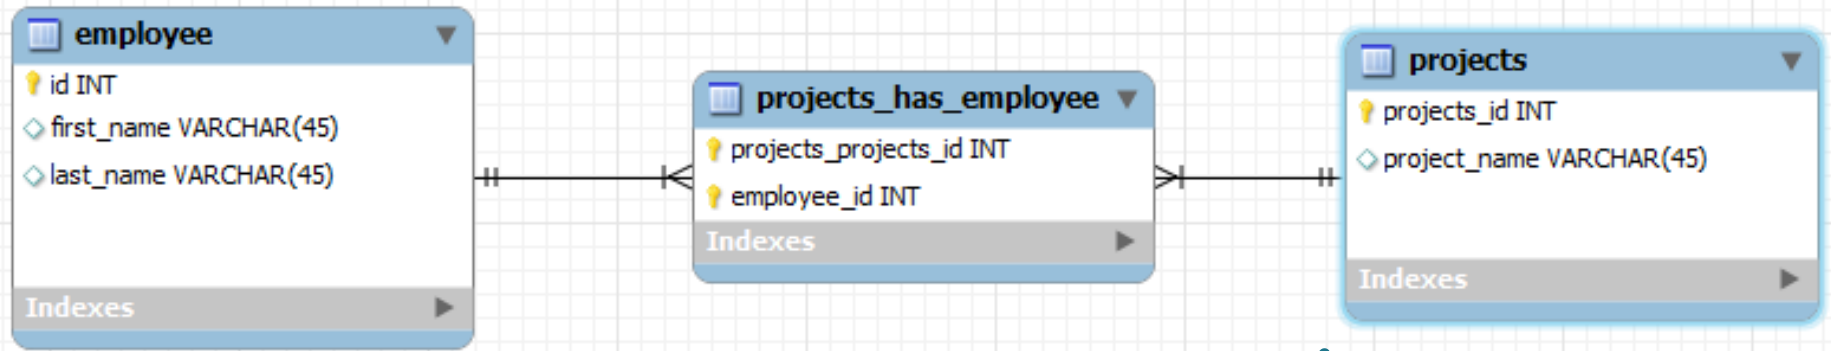 employee
id INT
first_name VARCHAR(45)
last_name VARCHAR(45)
Indexes
projects_has_employee
projects_projects_id INT
employee_id INT
Indexes
projects
projects_id INT
project_name VARCHAR(45)
Indexes